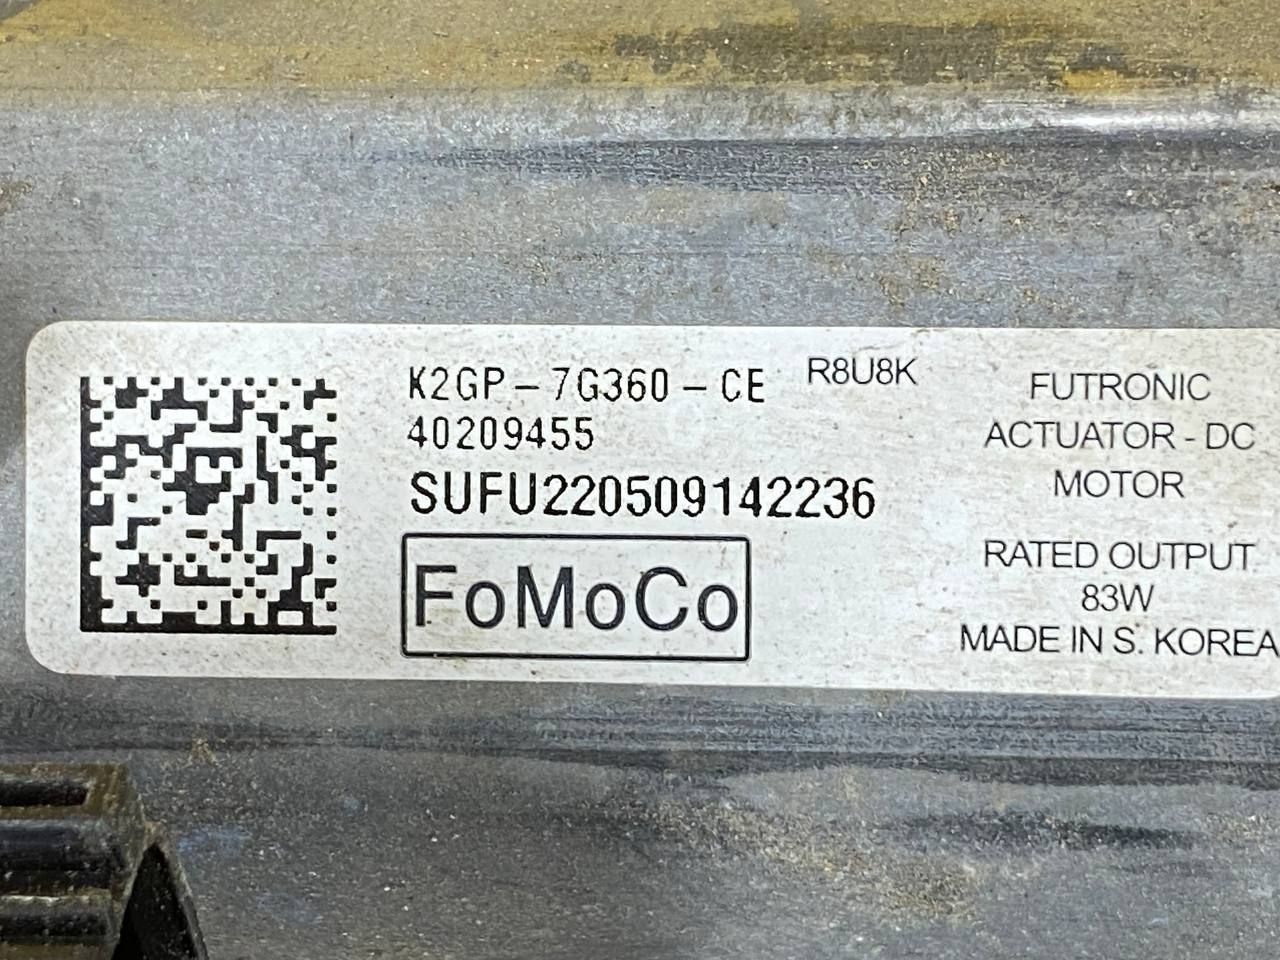 K2GP-7G360-CE R8U8K
40209455
SUFU220509142236
FoMoCo
FUTRONIC
ACTUATOR - DC
MOTOR
RATED OUTPUT
83W
MADE IN S. KOREA